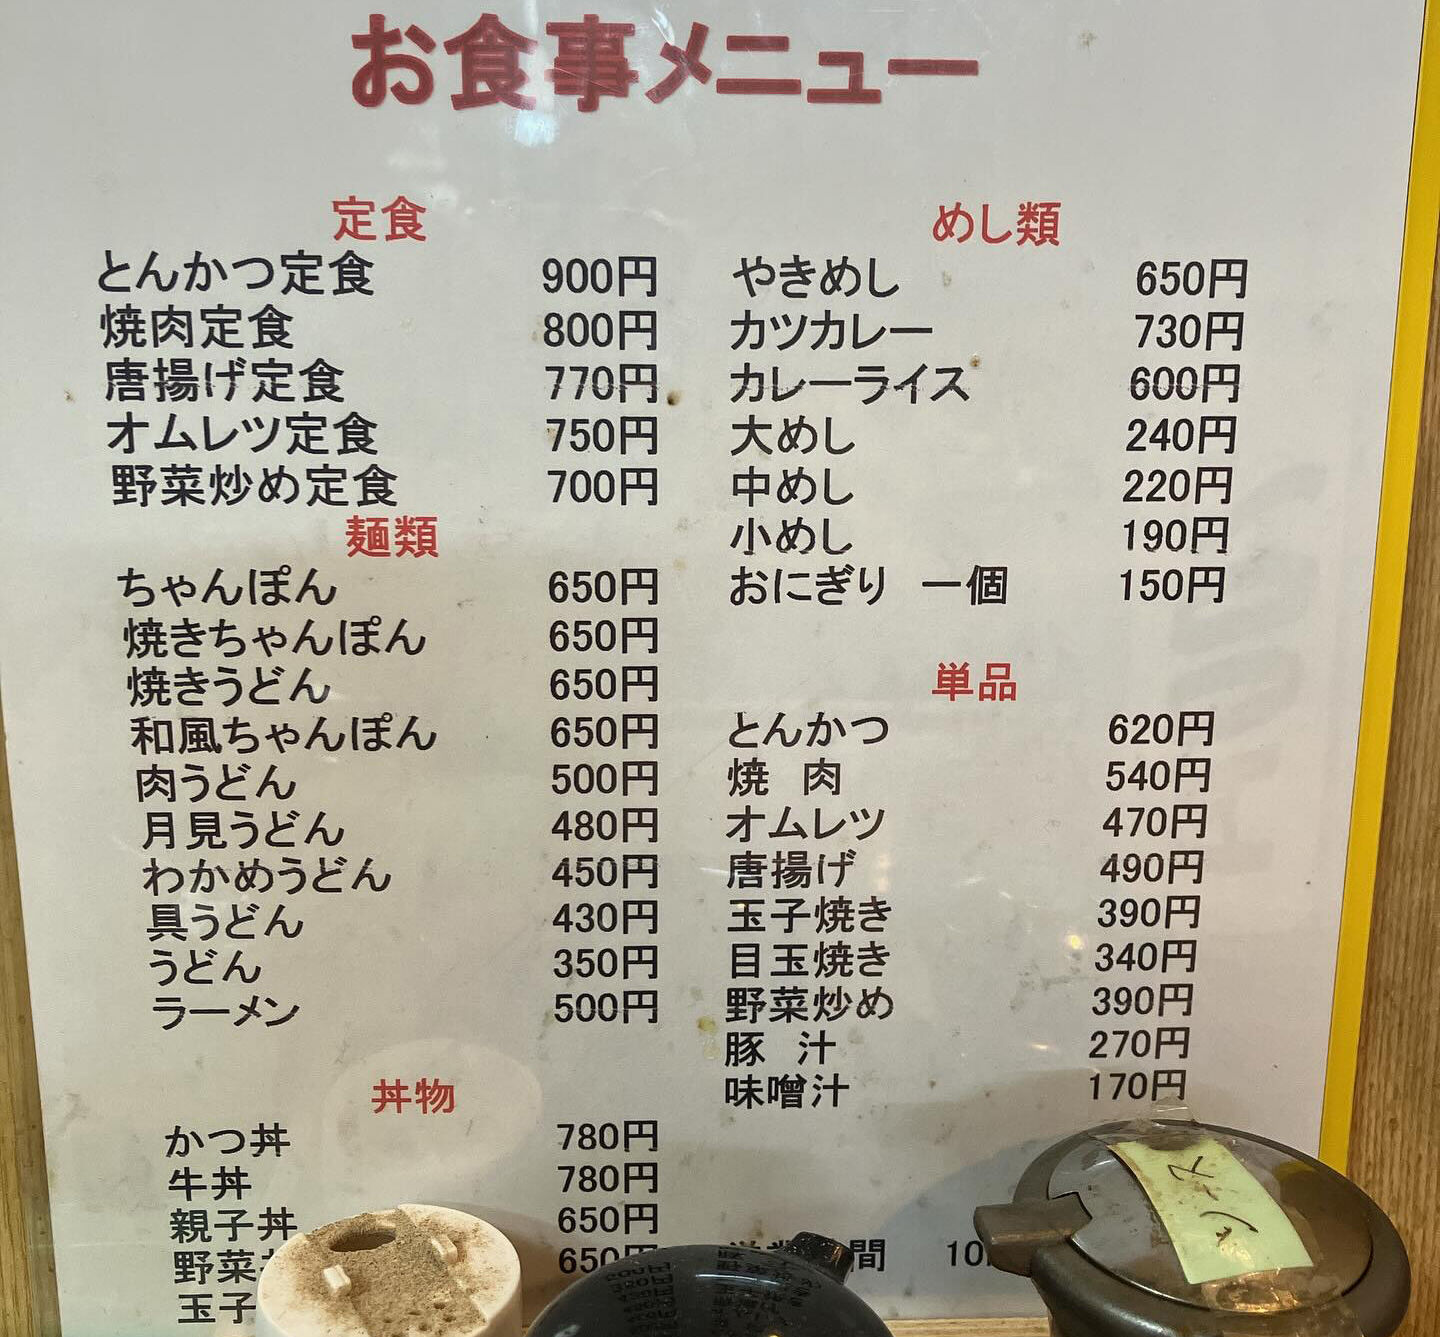 お食事メニュー
定食
とんかつ定食 900円
焼肉定食 800円
唐揚げ定食 770円
オムレツ定食 750円
野菜炒め定食 700円
麺類
ちゃんぽん 650円
焼きちゃんぽん 650円
焼きうどん 650円
和風ちゃんぽん 650円
肉うどん 500円
月見うどん 480円
わかめうどん 450円
具うどん 430円
うどん 350円
ラーメン 500円
丼物
かつ丼 780円
牛丼 780円
親子丼 650円
野菜 650
玉子
めし類
やきめし 650円
カツカレー 730円
カレーライス 600円
大めし 240円
中めし 220円
小めし 190円
おにぎり 一個 150円
単品
とんかつ 620円
焼 肉 540円
オムレツ 470円
唐揚げ 490円
玉子焼き 390円
目玉焼き 340円
野菜炒め 390円
豚 汁 270円
味噌汁 170円
間 10
ソース